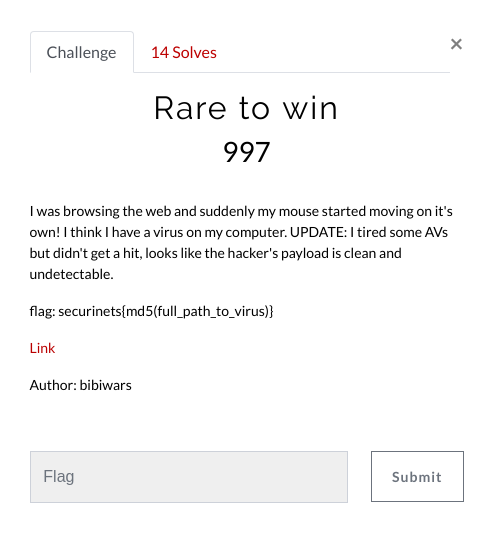 Challenge
14 Solves
×
Rare to win
997
I was browsing the web and suddenly my mouse started moving on it's
own! I think I have a virus on my computer. UPDATE: I tired some AVs
but didn't get a hit, looks like the hacker's payload is clean and
undetectable.
flag: securinets{md5(full_path_to_virus)}
Link
Author: bibiwars
Flag
Submit